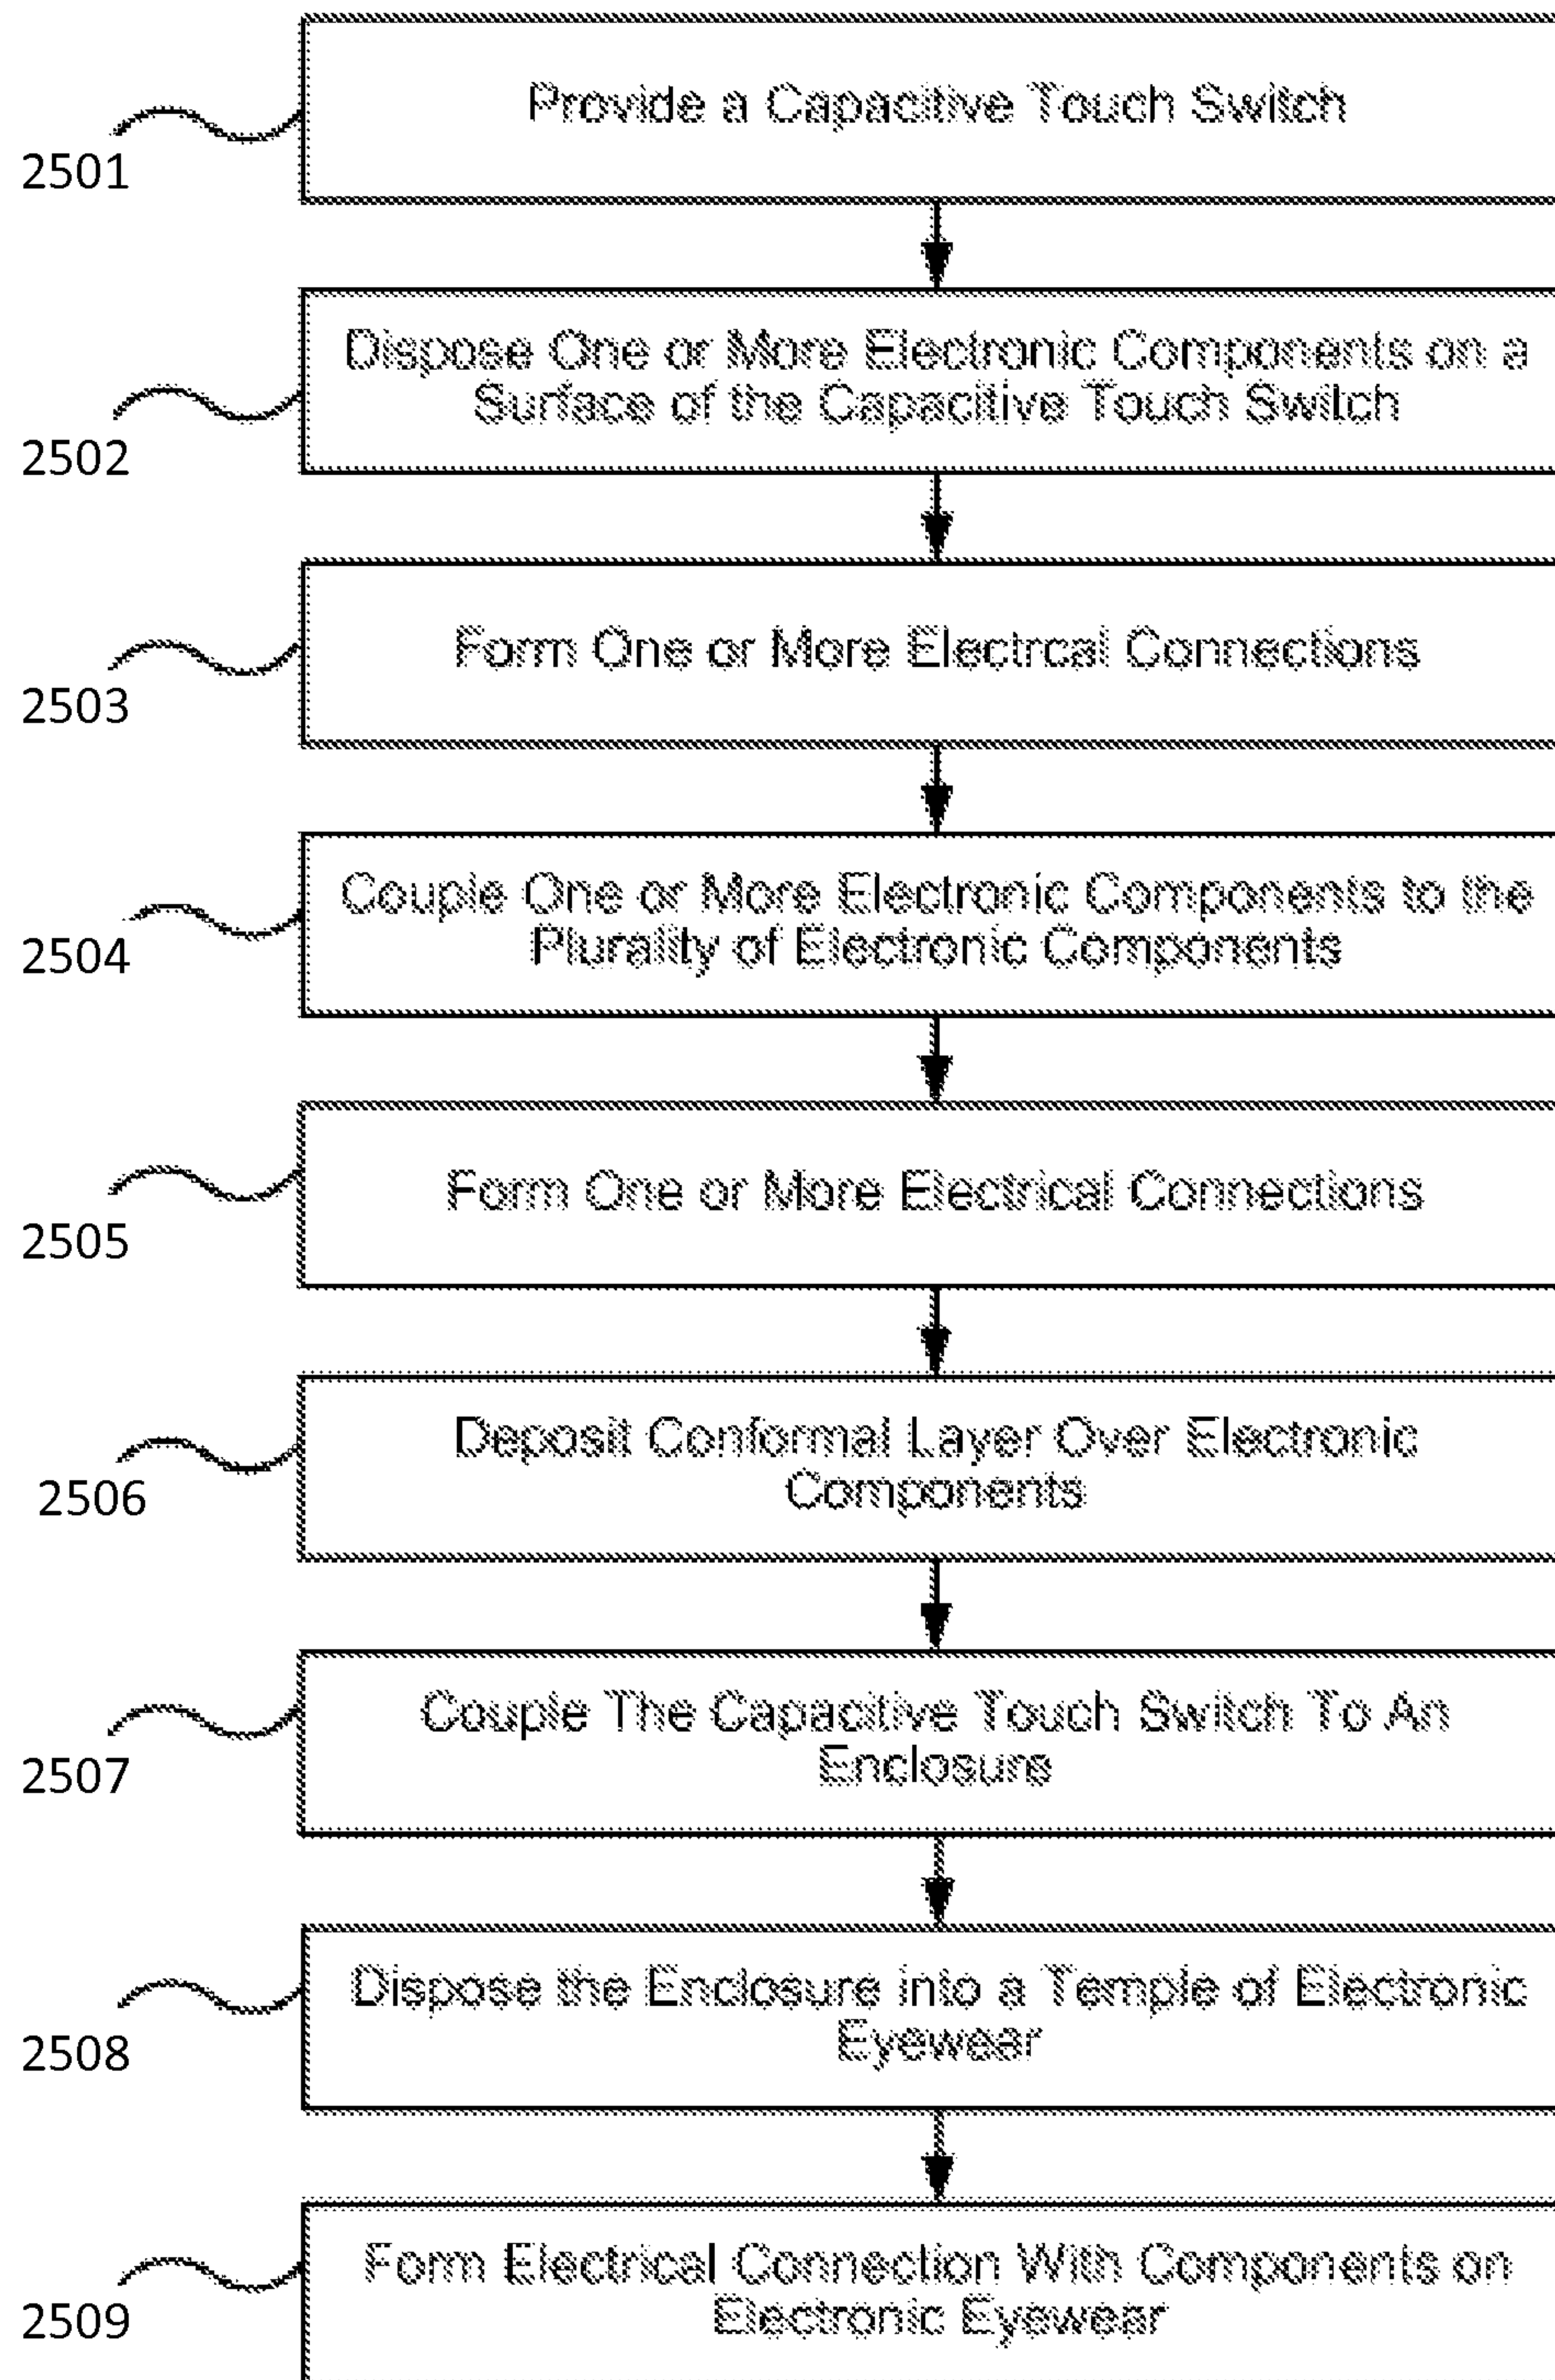 Provide a Capacitive Touch Switch
2501
Dispose One or More Electronic Components on a
Surface of the Capacitive Touch Switch
2502
Form One or More Electrcal Connections
2503
Couple One or More Electronic Components to the
Plurality of Electronic Components
2504
Form One or More Electrical Connections
2505
Deposit Conformal Layer Over Electronic
Components
2506
Couple The Capacitive Touch Switch To An
Enclosure
2507
Dispose the Enclosure into a Temple of Electronic
Eyewear
2508
Form Electrical Connection With Components on
Electronic Eyewear
2509